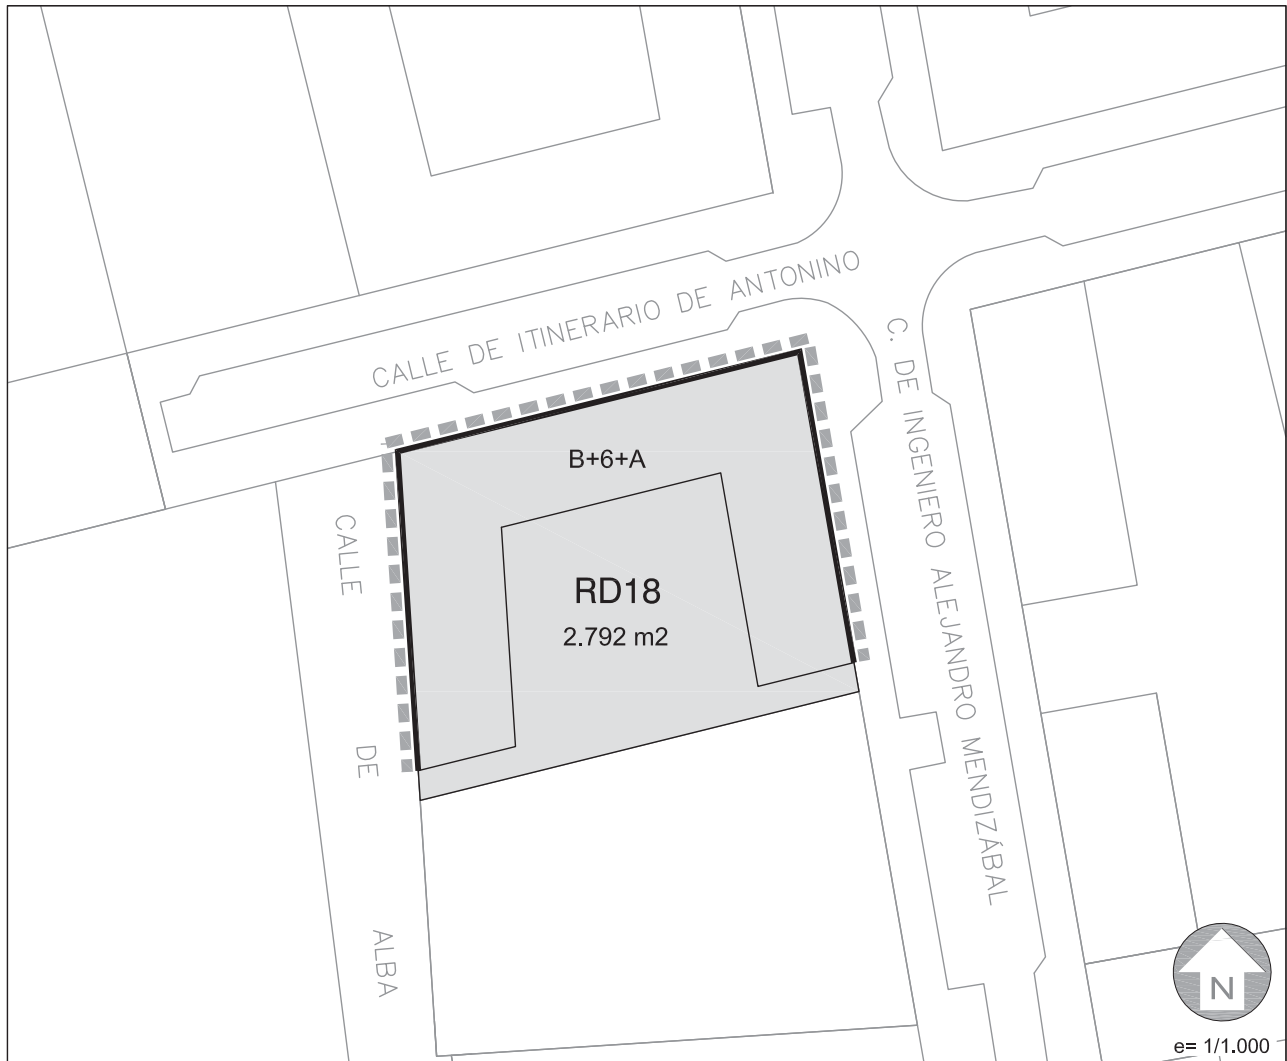 CALLE DE ITINERARIO DE ANTONINO
C. DE INGENIERO ALEJANDRO MENDIZÁBAL
B+6+A
RD18
2.792 m2
CALLE DE ALBA
N
e= 1/1.000